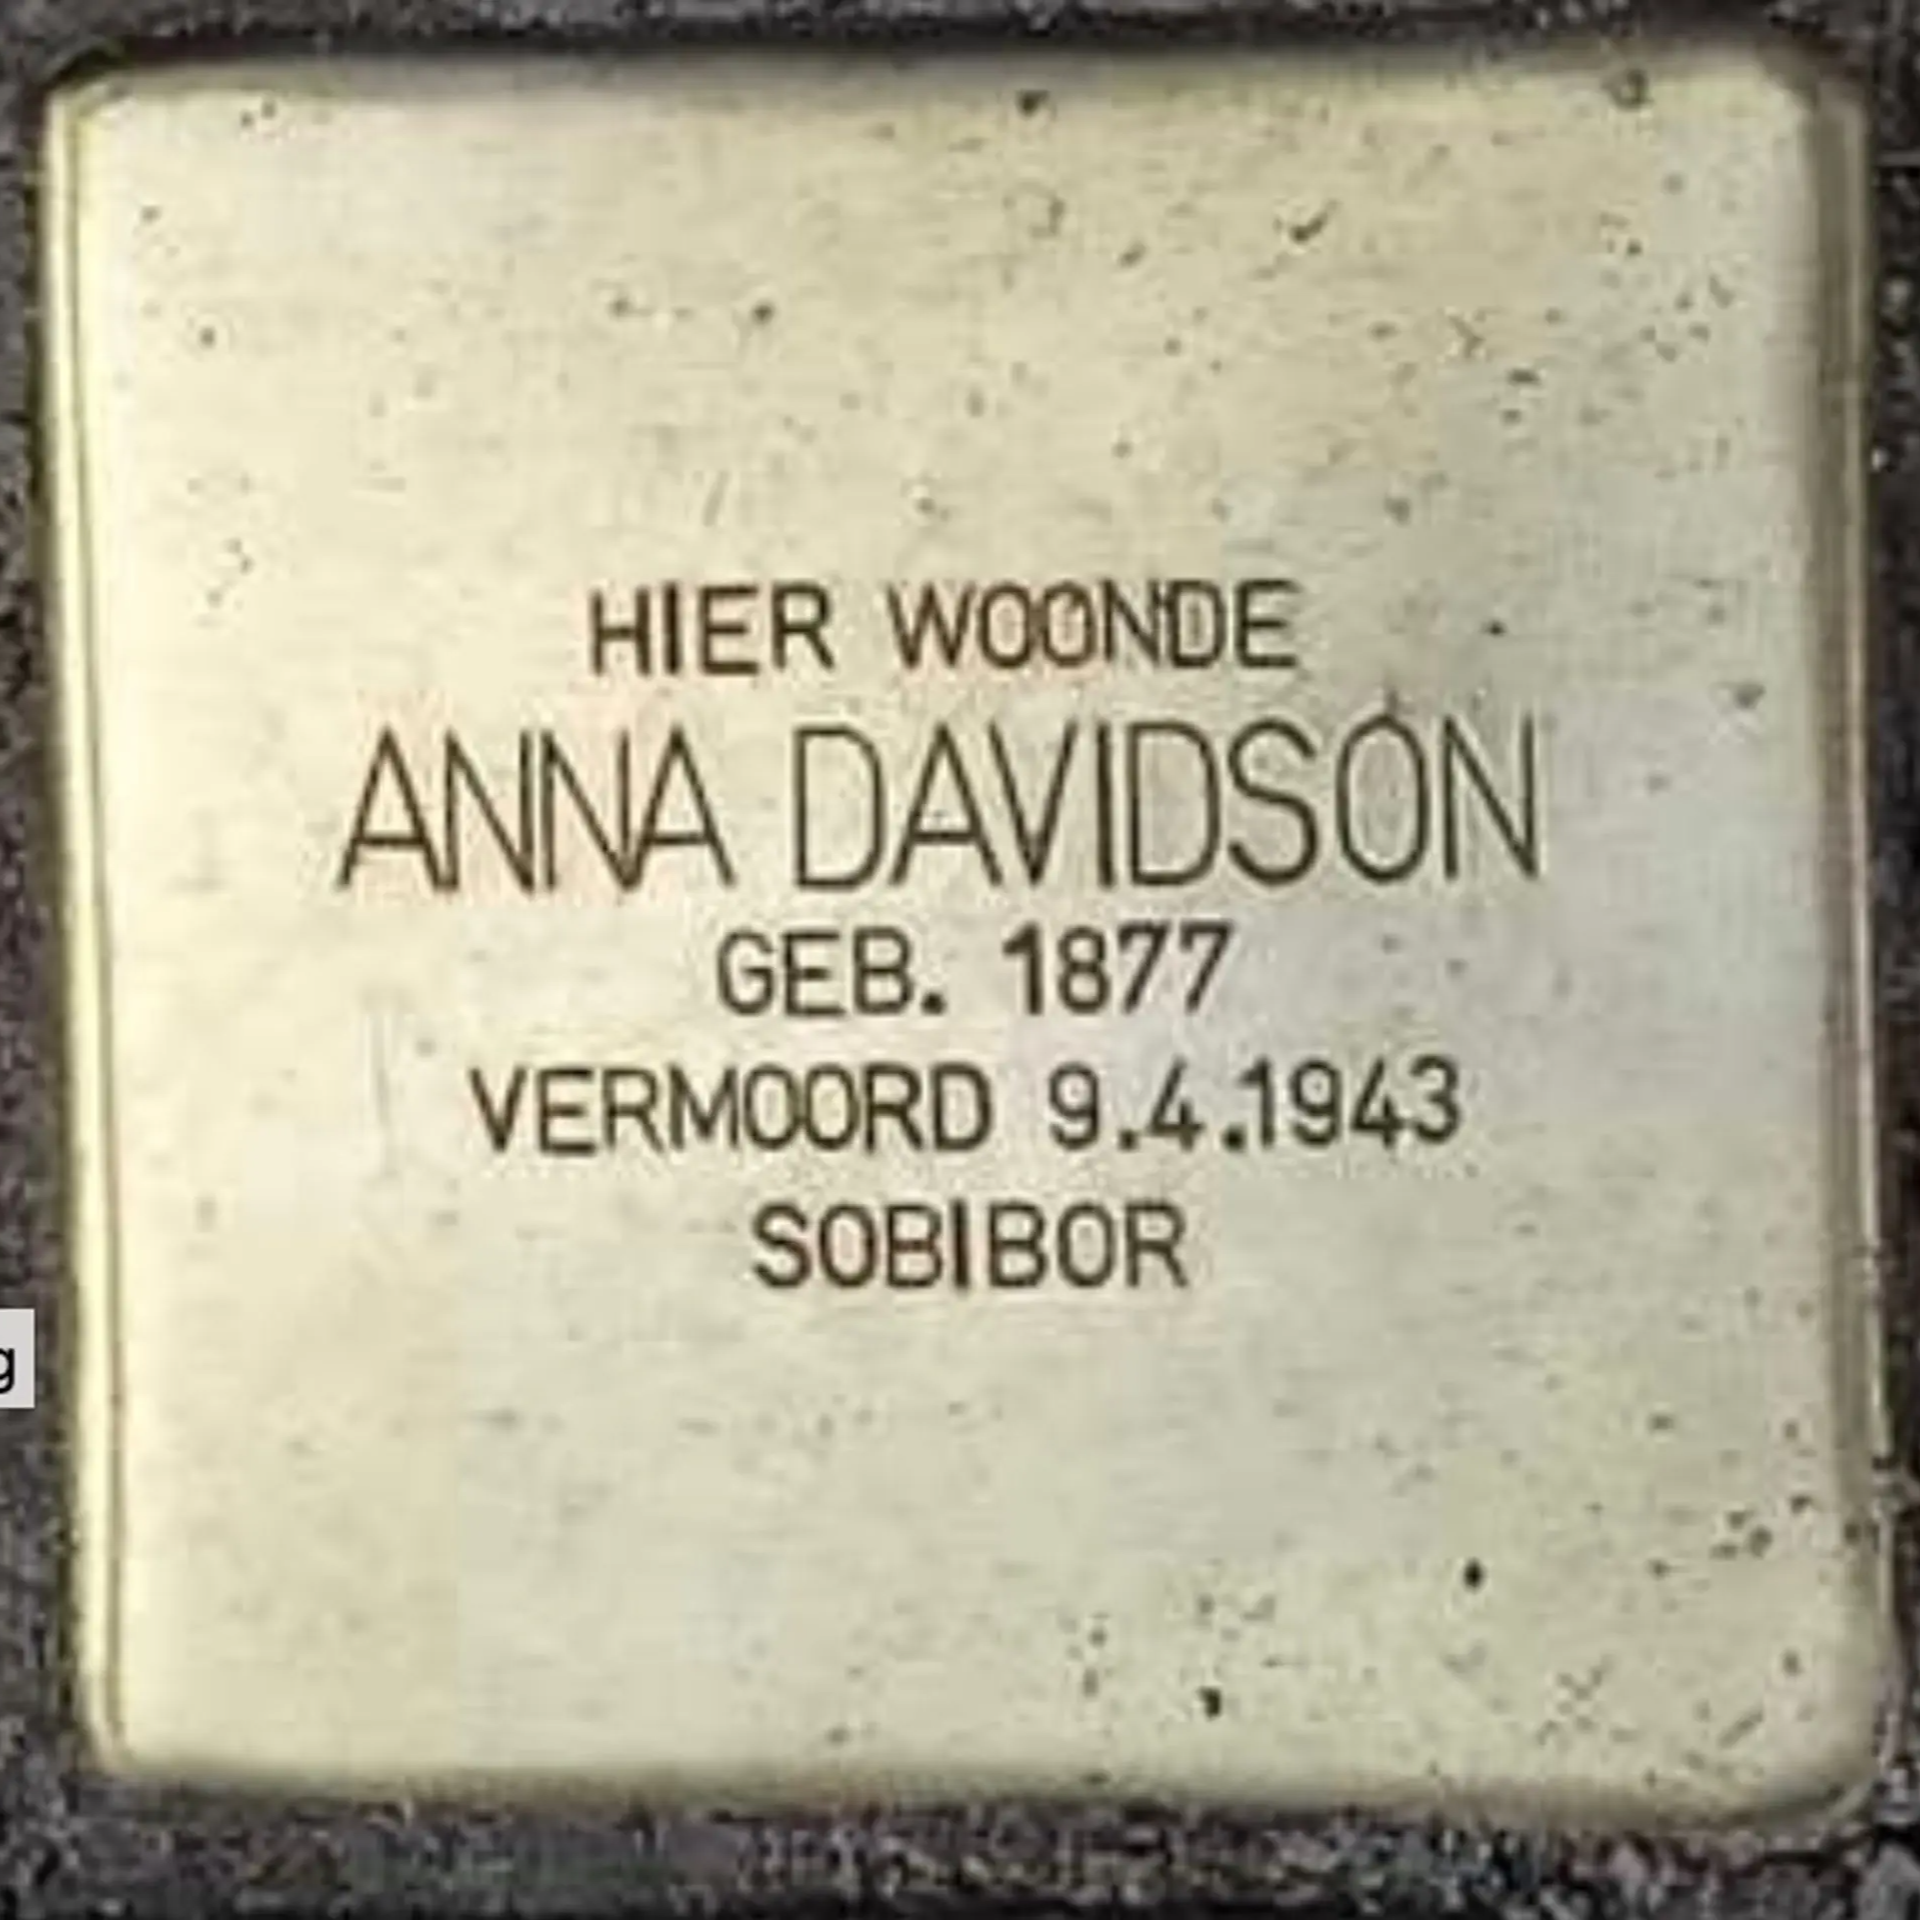 HIER WOONDE
ANNA DAVIDSON
GEB. 1877
VERMOORD 9.4.1943
SOBIBOR
g